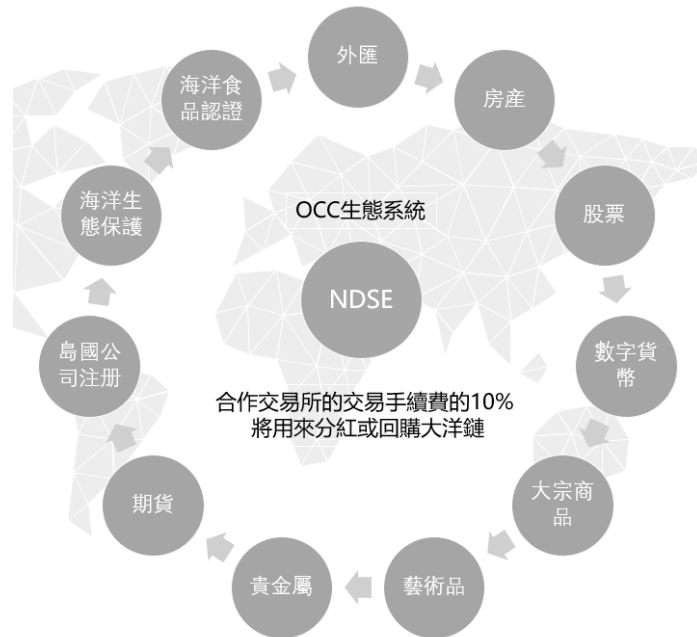 外匯
房産
股票
數字貨
幣
大宗商
品
藝術品
貴金屬
期貨
島國公
司注册
海洋生
態保護
海洋食
品認證
OCC生態系統
NDSE
合作交易所的交易手續費的10%
將用來分紅或回購大洋鏈